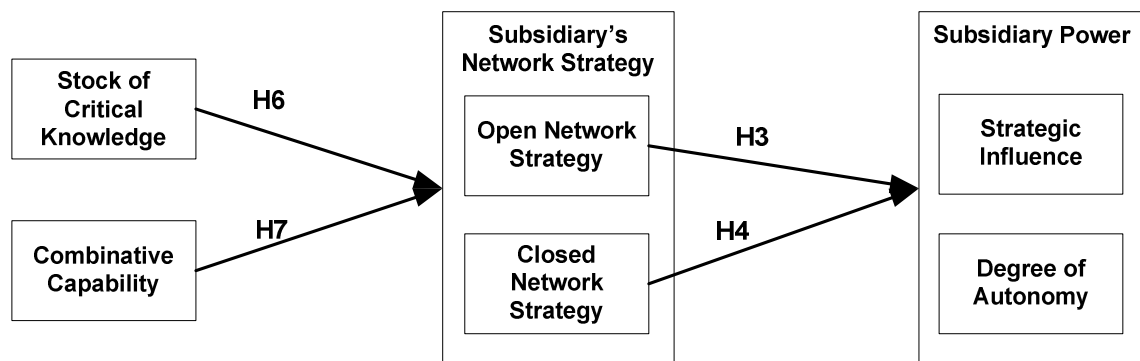 Stock of
Critical
Knowledge
Combinative
Capability
H6
H7
Subsidiary's
Network Strategy
Open Network
Strategy
Closed
Network
Strategy
H3
H4
Subsidiary Power
Strategic
Influence
Degree of
Autonomy